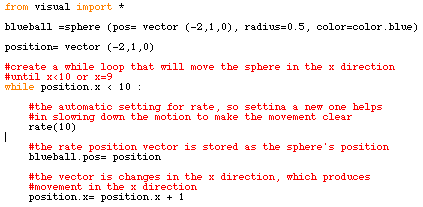 from visual import *
blueball =sphere (pos= vector (-2,1,0), radius=0.5, color=color.blue)
position= vector (-2,1,0)
#create a while loop that will move the sphere in the x direction
#until x<10 or x=9
while position.x < 10 :
#the automatic setting for rate, so settina a new one helps
#in slowing down the motion to make the movement clear
rate(10)
#the rate position vector is stored as the sphere's position
blueball.pos= position
#the vector is changes in the x direction, which produces
#movement in the x direction
position.x= position.x + 1